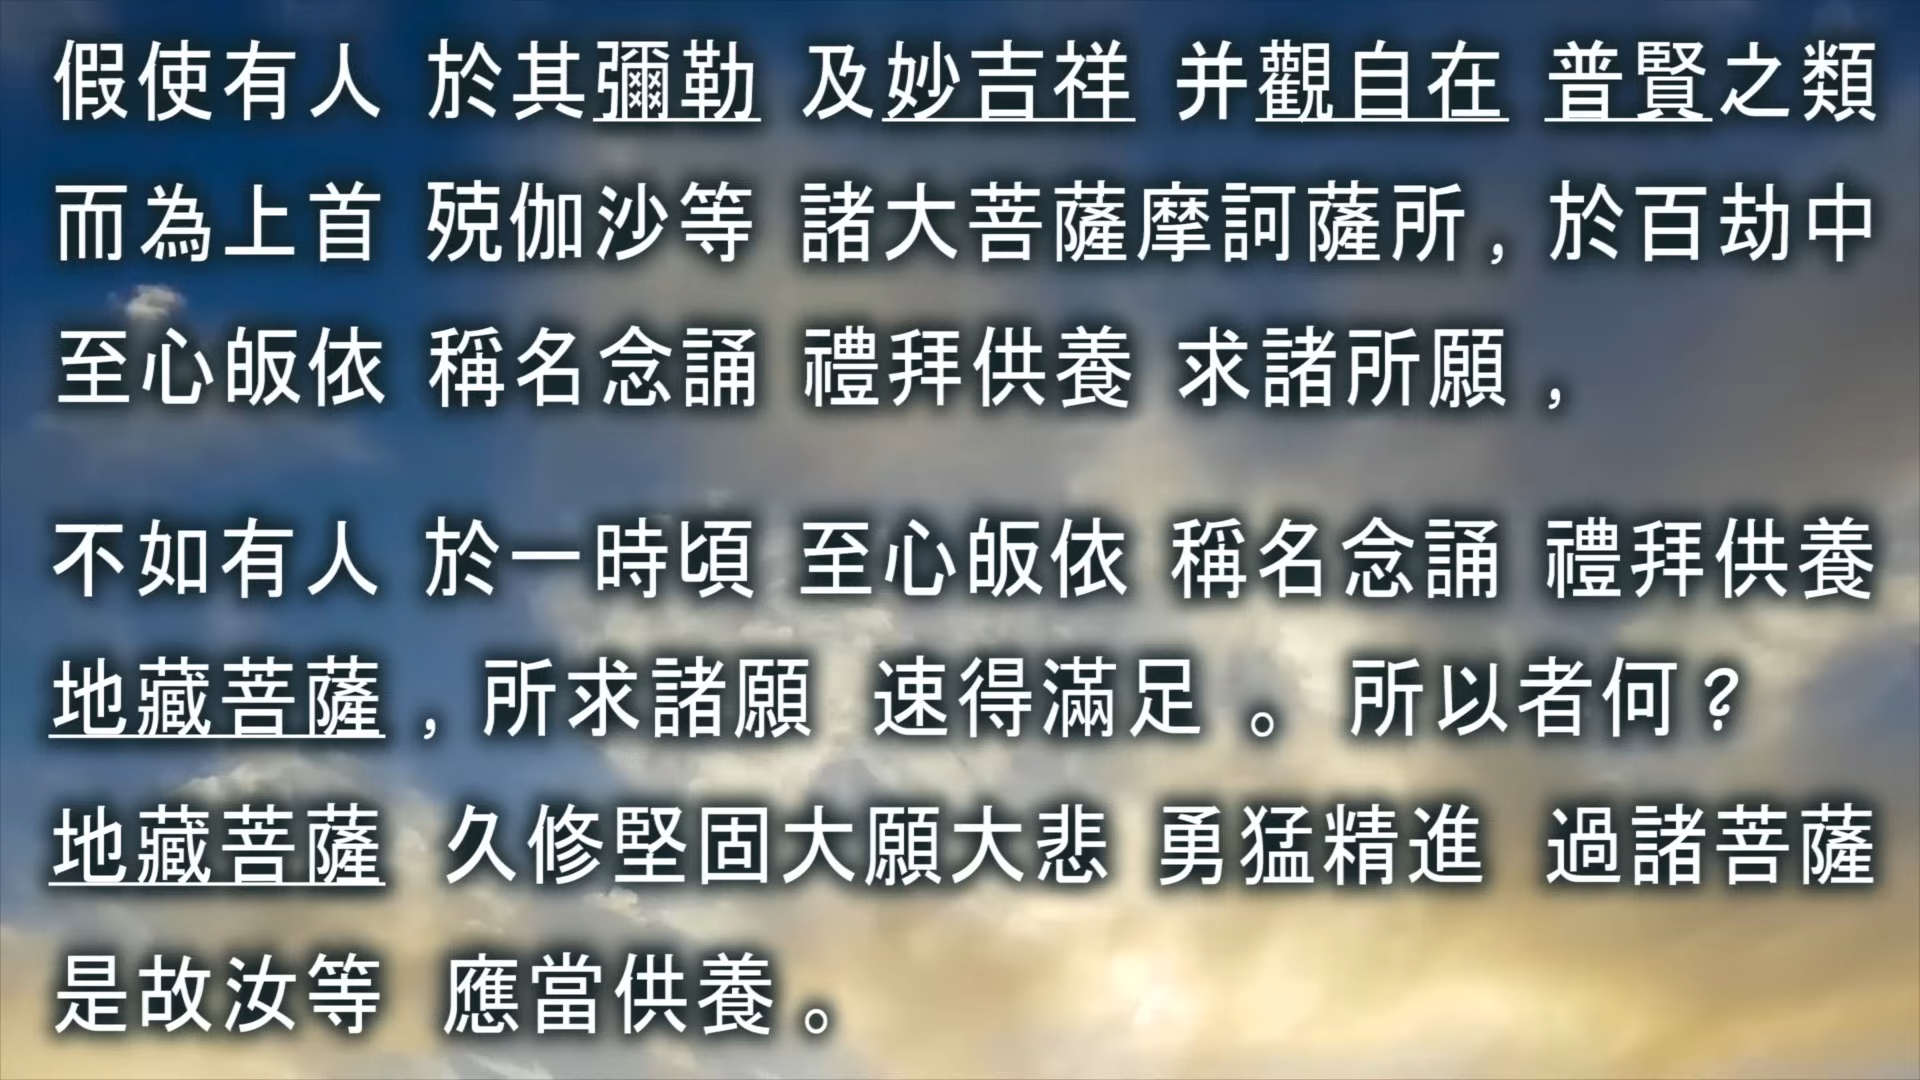 假使有人 於其彌勒 及妙吉祥 并觀自在 普賢之類
而為上首 殑伽沙等 諸大菩薩摩訶薩所，於百劫中
至心皈依 稱名念誦 禮拜供養 求諸所願，
不如有人 於一時頃 至心皈依 稱名念誦 禮拜供養
地藏菩薩，所求諸願 速得滿足。所以者何？
地藏菩薩 久修堅固大願大悲 勇猛精進 過諸菩薩
是故汝等 應當供養。